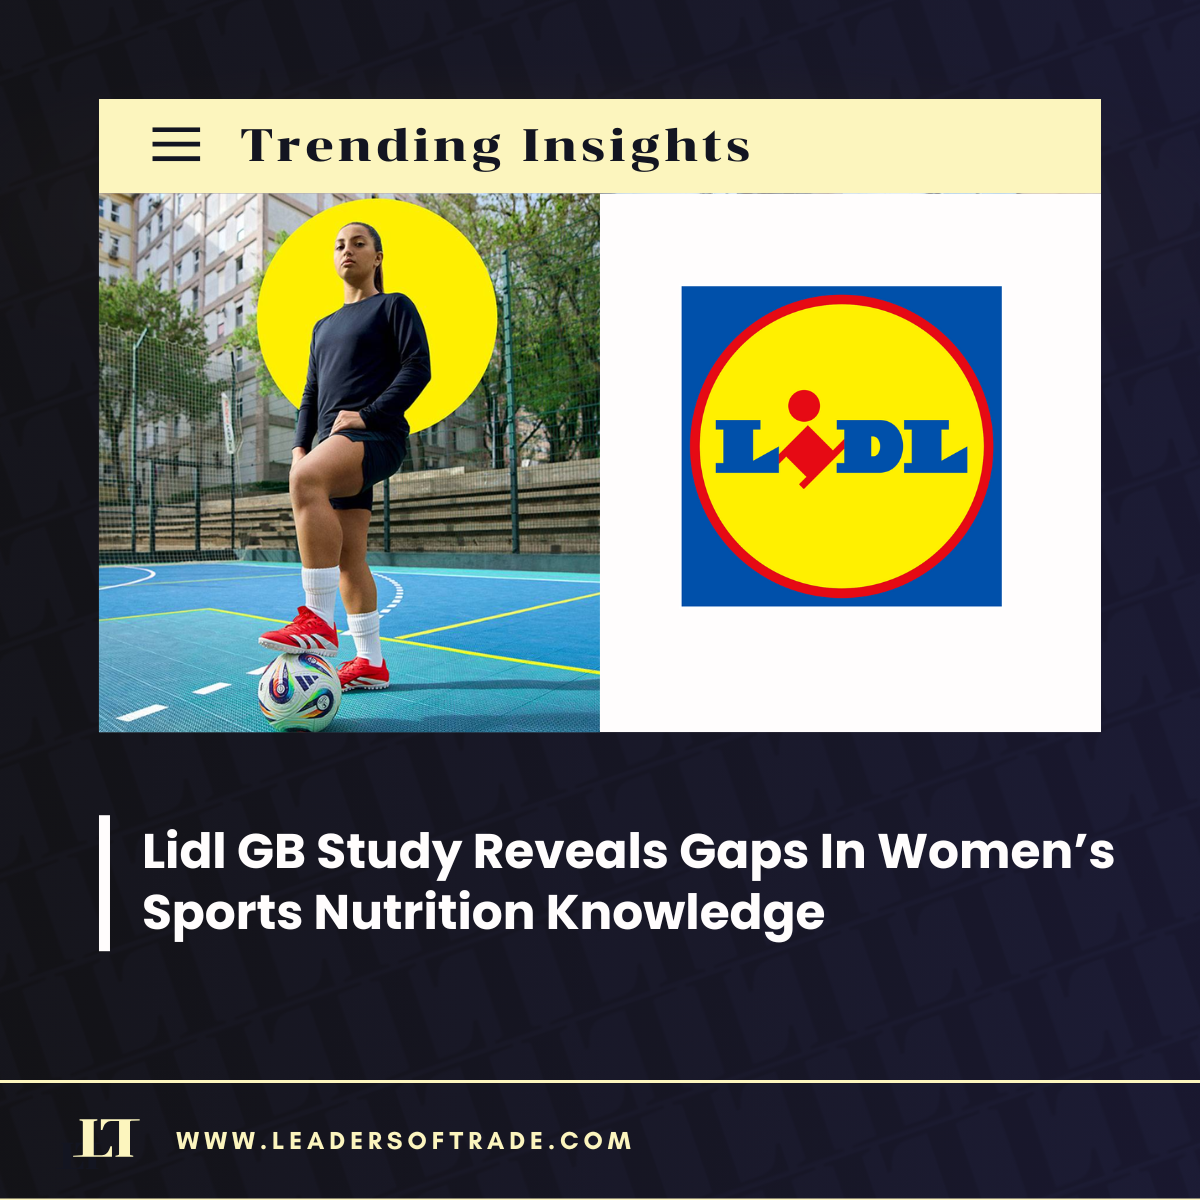 Trending Insights
LiDL
Lidl GB Study Reveals Gaps In Women’s
Sports Nutrition Knowledge
LT
WWW.LEADERSOFTRADE.COM